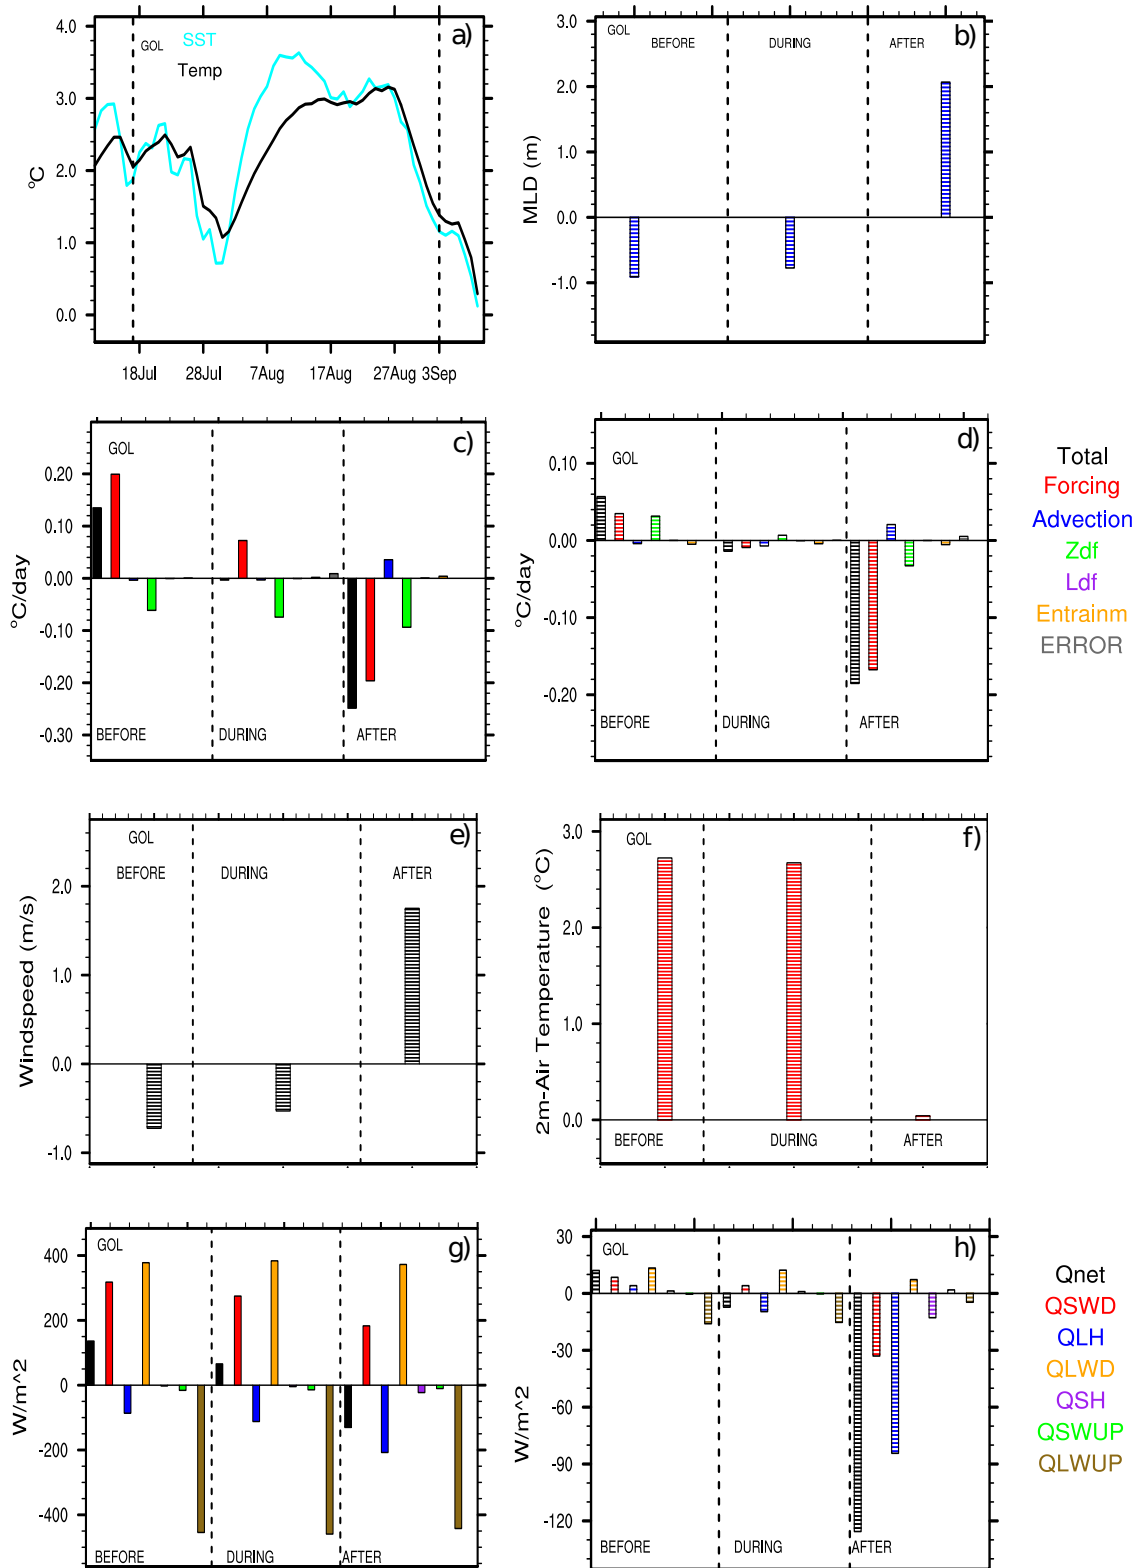 4.0
3.0
2.0
1.0
0.0
°C
GOL
SST
Temp
a)
18Jul
28Jul
7Aug
17Aug
27Aug
3Sep
3.0
2.0
1.0
0.0
-1.0
MLD (m)
GOL
BEFORE
DURING
AFTER
b)
0.20
0.10
0.00
-0.10
-0.20
-0.30
°C/day
GOL
c)
BEFORE
DURING
AFTER
0.10
0.00
-0.10
-0.20
°C/day
GOL
d)
BEFORE
DURING
AFTER
Total
Forcing
Advection
Zdf
Ldf
Entrainm
ERROR
2.0
1.0
0.0
-1.0
Windspeed (m/s)
GOL
BEFORE
DURING
AFTER
e)
3.0
2.0
1.0
0.0
2m-Air Temperature (°C)
GOL
f)
BEFORE
DURING
AFTER
400
200
0
-200
-400
W/m^2
GOL
g)
BEFORE
DURING
AFTER
30
0
-30
-60
-90
-120
W/m^2
GOL
h)
BEFORE
DURING
AFTER
Qnet
QSWD
QLH
QLWD
QSH
QSWUP
QLWUP